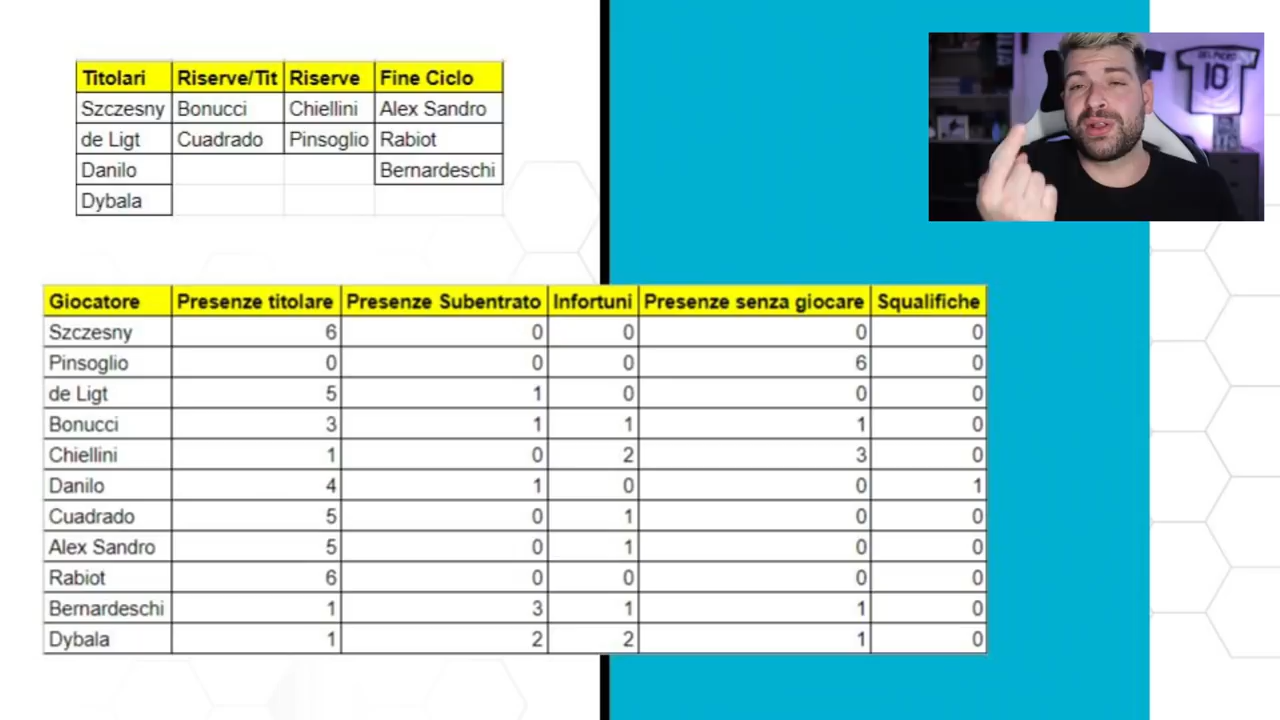 Titolari Riserve/Tit Riserve Fine Ciclo
Szczesny Bonucci Chiellini Alex Sandro
de Ligt Cuadrado Pinsoglio Rabiot
Danilo Bernardeschi
Dybala
10
Giocatore Presenze titolare Presenze Subentrato Infortuni Presenze senza giocare Squalifiche
Szczesny 6 0 0 0 0
Pinsoglio 0 0 0 6 0
de Ligt 5 1 0 0 0
Bonucci 3 1 1 1 0
Chiellini 1 0 2 3 0
Danilo 4 1 0 0 1
Cuadrado 5 0 1 0 0
Alex Sandro 5 0 1 0 0
Rabiot 6 0 0 0 0
Bernardeschi 1 3 1 1 0
Dybala 1 2 2 1 0